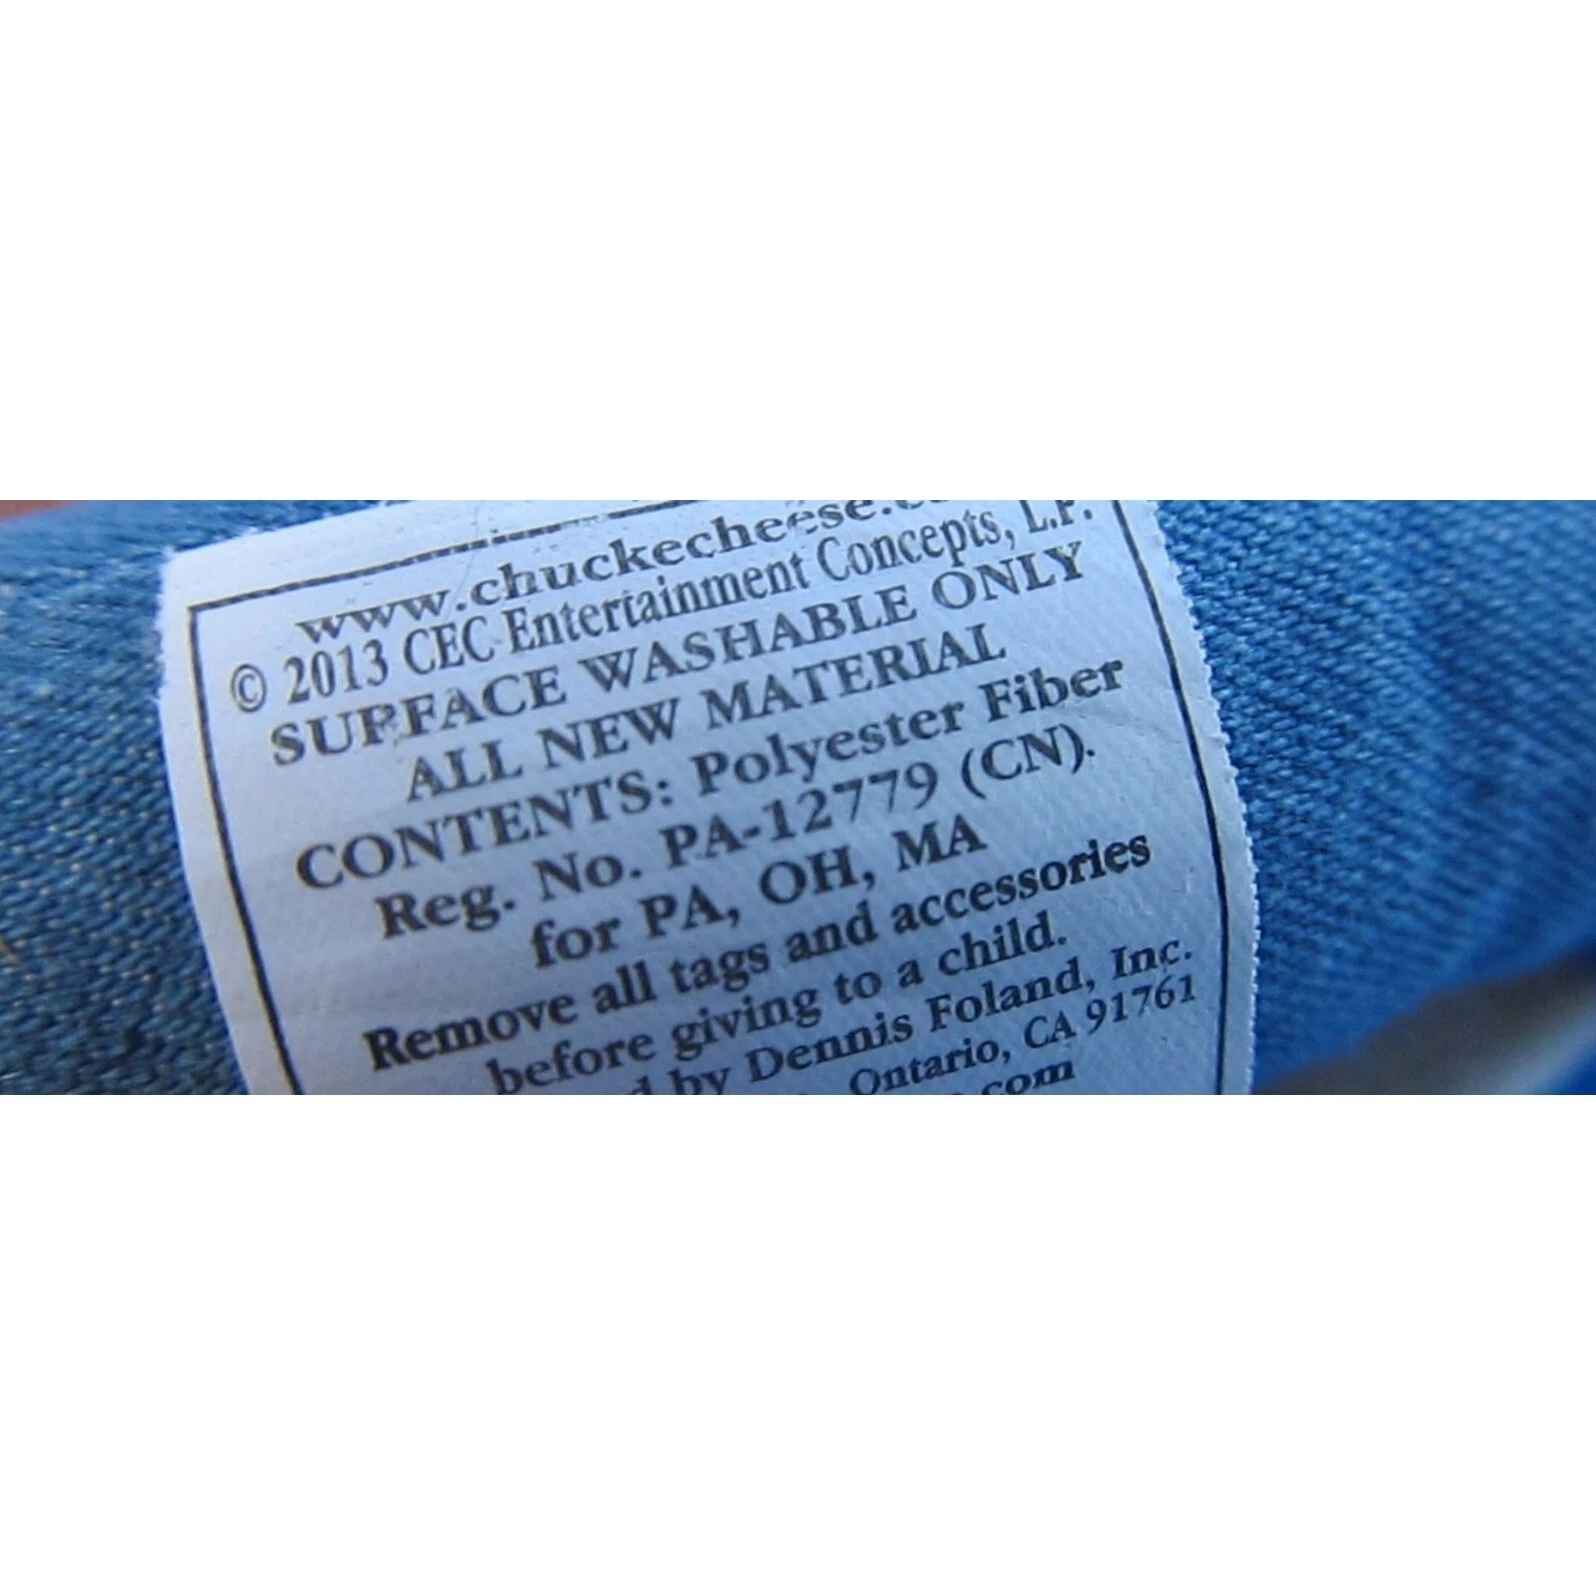 www.chuckecheese.
© 2013 CEC Entertainment Concepts, L.P.
SURFACE WASHABLE ONLY
ALL NEW MATERIAL
CONTENTS: Polyester Fiber
Reg. No. PA-12779 (CN).
for PA, OH, MA
Remove all tags and accessories
before giving to a child.
by Dennis Foland, Inc.
Ontario, CA 91761
.com